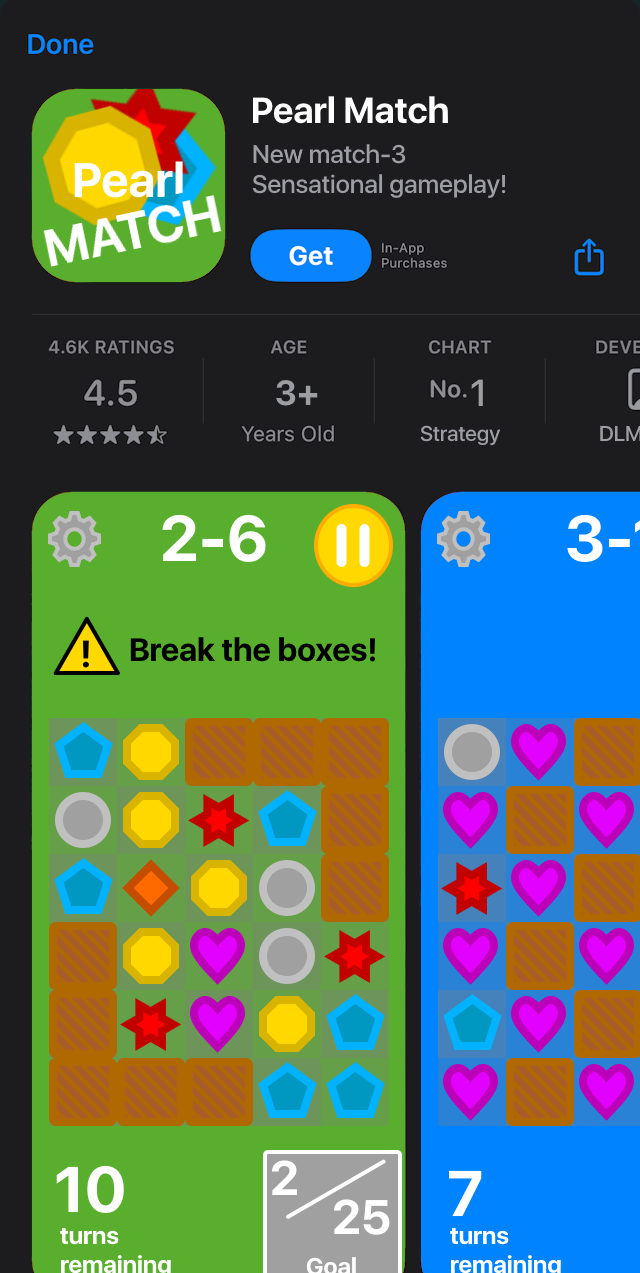 Done
Pearl
MATCH
Pearl Match
New match-3
Sensational gameplay!
Get
In-App
Purchases
4.6K RATINGS
4.5
AGE
3+
Years Old
CHART
No.1
Strategy
DEVE
DLM
2-6
!
Break the boxes!
10
turns
remaining
2
25
Goal
3-1
7
turns
remaining